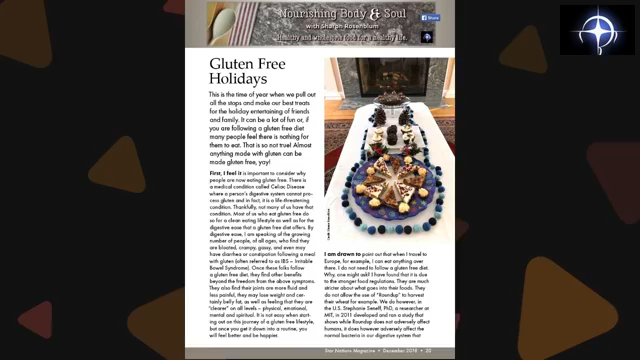 Nourishing Body & Soul
with Sharon Rosenblum
Healthy and wholesome food for a healthy life.
Share
Gluten Free
Holidays
This is the time of year when we pull out
all the stops and make our best treats
for the holiday entertaining of friends
and family. It can be a lot of fun or, if
you are following a gluten free diet
many people feel there is nothing for
them to eat. That is so not true! Almost
anything made with gluten can be
made gluten free, yay!
First, I feel it is important to consider why
people are now eating gluten free. There
is a medical condition called Celiac Disease
where a person's digestive system cannot pro-
cess gluten and in fact, it is a life-threatening
condition. Thankfully, not many of us have that
condition. Most of us who eat gluten free do
so for a clean eating lifestyle as well as for the
digestive ease that a gluten free diet offers. By
digestive ease, I am speaking of the growing
number of people, of all ages, who find they
are bloated, crampy, gassy, and even may
have diarrhea or constipation following a meal
with gluten (often referred to as IBS – Irritable
Bowel Syndrome). Once these folks follow
a gluten free diet, they find other benefits
beyond the freedom from the above symptoms.
They also find their joints are more fluid and
less painful, they may lose weight and cer-
tainly belly fat, as well as feeling that they are
"clearer" on all levels – physical, emotional,
mental and spiritual. It is not easy when start-
ing out on this journey of a gluten free lifestyle,
but once you get it down into a routine, you
will feel better and be happier.
I am drawn to point out that when I travel to
Europe, for example, I can eat anything over
there. I do not need to follow a gluten free diet.
Why, one might ask? I have found that it is due
to the stronger food regulations. They are much
stricter about what goes into their foods. They
do not allow the use of "Roundup" to harvest
their wheat for example. We do however, in
the U.S. Stephanie Seneff, PhD, a researcher at
MIT, in 2011 developed and ran a study that
shows while Roundup does not adversely affect
humans, it does however adversely affect the
normal bacteria in our digestive system that
Star Nations Magazine • December 2018 • 20